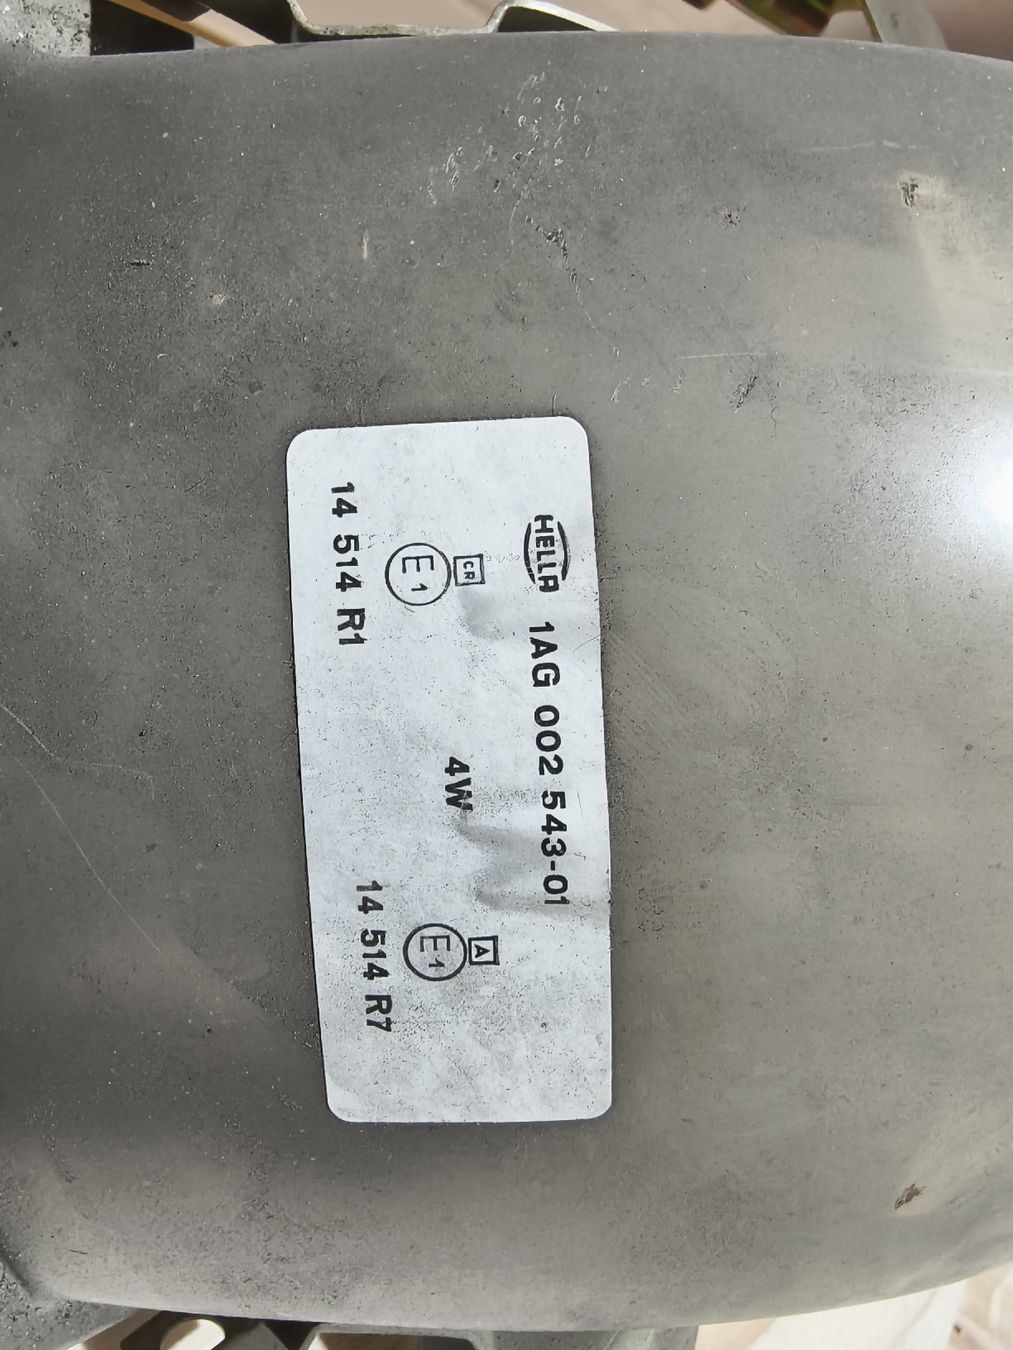 HELLA 1AG 002 543-01
CR A
E1 4W E1
14 514 R1 14 514 R7